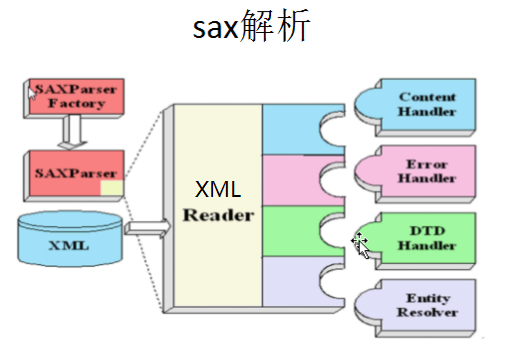 sax解析
SAXParser
Factory
SAXParser
XML
XML
Reader
Content
Handler
Error
Handler
DTD
Handler
Entity
Resolver